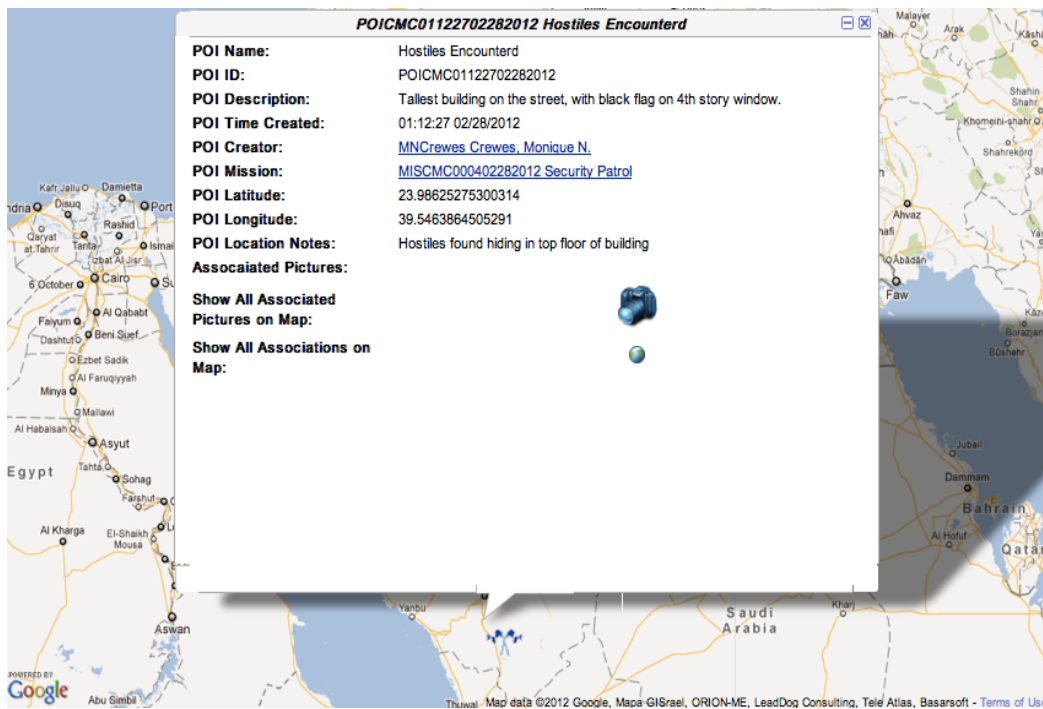 POICMC01122702282012 Hostiles Encounterd
POI Name: Hostiles Encounterd
POI ID: POICMC01122702282012
POI Description: Tallest building on the street, with black flag on 4th story window.
POI Time Created: 01:12:27 02/28/2012
POI Creator: MNCrewes Crewes, Monique N.
POI Mission: MISCMC000402282012 Security Patrol
POI Latitude: 23.98625275300314
POI Longitude: 39.5463864505291
POI Location Notes: Hostiles found hiding in top floor of building
Assocaiated Pictures:
Show All Associated
Pictures on Map:
Show All Associations on
Map:
Kafr Jallu
Damietta
ndria
Disuq
Port
Rashid
Qaryat
at.Tahrir
Tanta
Ismai
Izbat Al Jisr
6 October
Cairo
Su
Al Qababt
Faiyum
Dashtut
Beni Suef
Ezbet Sadik
Al Faruqiyyah
Minya
Mallawi
Al Habalsah
Asyut
Egypt
Tahta
Sohag
Farshut
Al Kharga
El-Shaikh
Mousa
Aswan
Abu Simbil
Malayer
Arak
Kāsh
Shahin
Shahr
Khomeini-shahr
Shahrekord
Ahvaz
Ābādān
Faw
Borazjan
Būshehr
Jubail
Dammam
Bahrain
Al Hofuf
Qatar
Yanbu
Saudi
Arabia
Kharj
Thuwal
POWERED BY
Google
Map data ©2012 Google, Mapa GISrael, ORION-ME, LeadDog Consulting, Tele Atlas, Basarsoft - Terms of Use